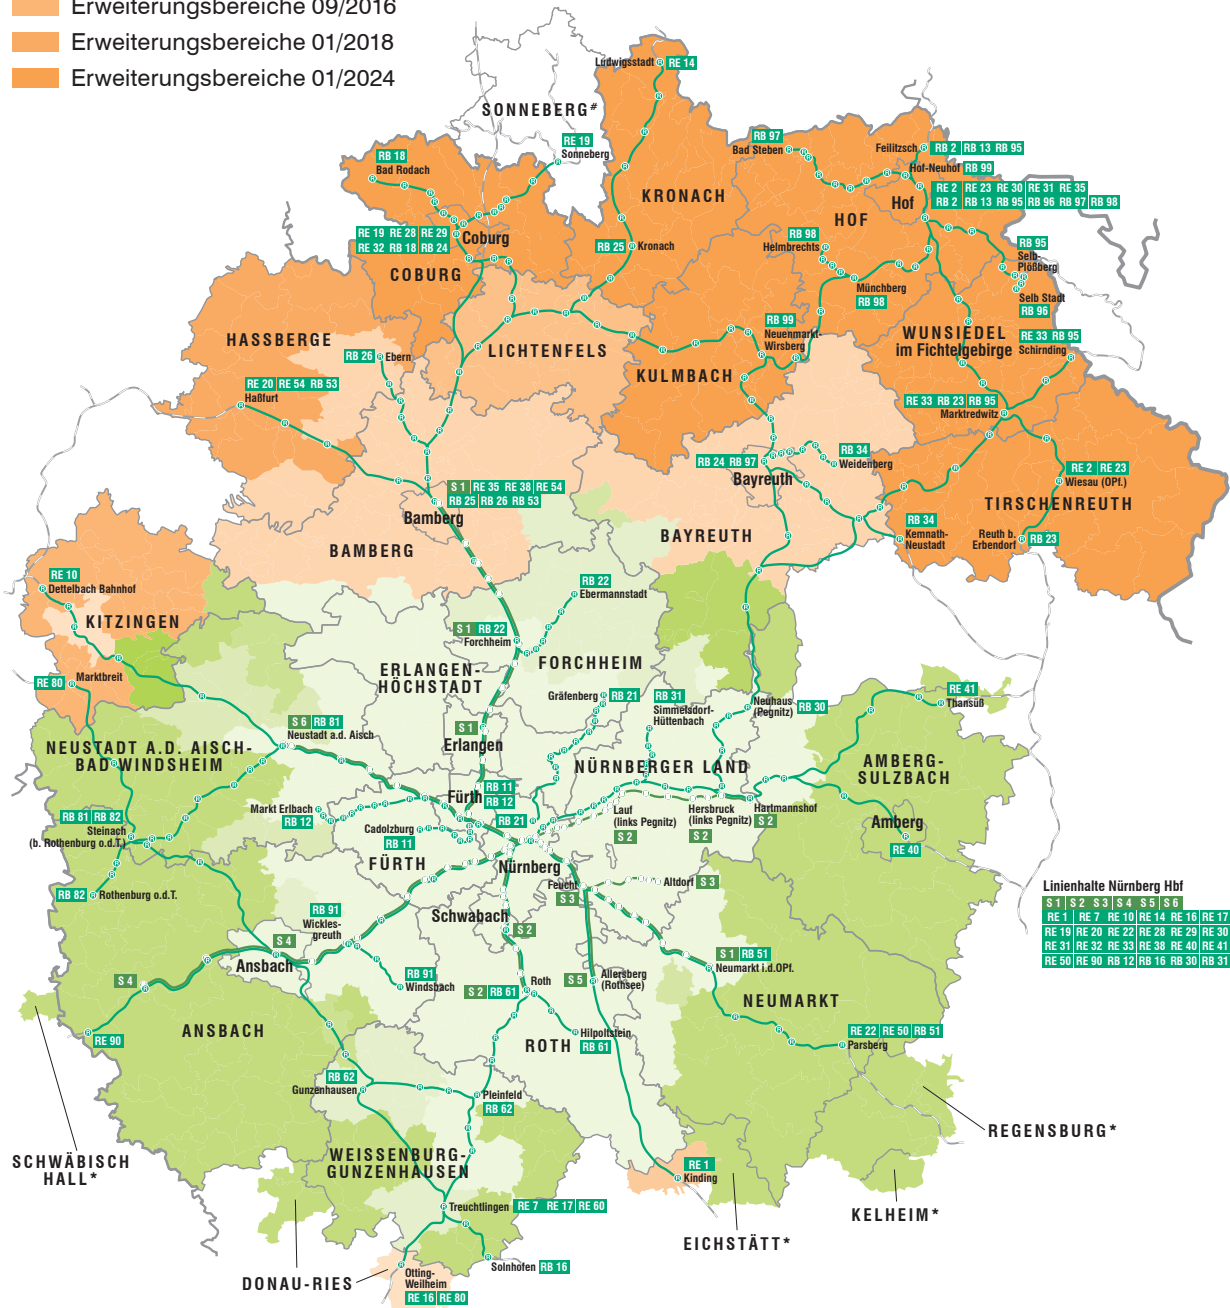 Erweiterungsbereiche 09/2016
Erweiterungsbereiche 01/2018
Erweiterungsbereiche 01/2024
Ludwigsstadt RE 14
SONNEBERG#
RE 19
Sonneberg
RB 97
Bad Steben
Feilitzsch RB 2 RB 13 RB 95
Hof-Neuhof RB 99
RB 18
Bad Rodach
KRONACH
Hof
RE 2 RE 23 RE 30 RE 31 RE 35
RB 2 RB 13 RB 95 RB 96 RB 97 RB 98
HOF
RE 19 RE 28 RE 29
RE 32 RB 18 RB 24
Coburg
COBURG
RB 25 Kronach
RB 98
Helmbrechts
RB 95
Selb-
Plößberg
Münchberg
RB 98
Selb Stadt
RB 96
HASSBERGE
RB 26 Ebern
LICHTENFELS
RB 99
Neuenmarkt-
Wirsberg
WUNSIEDEL
im Fichtelgebirge
RE 33 RB 95
Schirnding
KULMBACH
RE 20 RE 54 RB 53
Haßfurt
RE 33 RB 23 RB 95
Marktredwitz
RB 24 RB 97
Bayreuth
RB 34
Weidenberg
RE 2 RE 23
Wiesau (OPf.)
S 1 RE 35 RE 38 RE 54
RB 25 RB 26 RB 53
Bamberg
TIRSCHENREUTH
BAMBERG
BAYREUTH
RB 34
Kemnath-
Neustadt
Reuth b.
Erbendorf
RB 23
RE 10
Dettelbach Bahnhof
KITZINGEN
RB 22
Ebermannstadt
S 1 RB 22
Forchheim
FORCHHEIM
ERLANGEN-
HÖCHSTADT
RE 80
Marktbreit
Gräfenberg RB 21
RB 31
Simmelsdorf-
Hüttenbach
Neuhaus
(Pegnitz)
RB 30
RE 41
Thansüß
S 6 RB 81
Neustadt a.d. Aisch
S 1
Erlangen
NEUSTADT A.D. AISCH-
BAD WINDSHEIM
NÜRNBERGER LAND
AMBERG-
SULZBACH
Fürth
RB 11
RB 12
Markt Erlbach
RB 12
RB 21
Lauf
(links Pegnitz)
S 2
Hersbruck
(links Pegnitz)
S 2
Hartmannshof
S 2
Amberg
RE 40
RB 81 RB 82
Steinach
(b. Rothenburg o.d.T.)
Cadolzburg
RB 11
FÜRTH
Nürnberg
Feucht
S 3
Altdorf S 3
RB 82 Rothenburg o.d.T.
Linienhalte Nürnberg Hbf
S 1 S 2 S 3 S 4 S 5 S 6
RE 1 RE 7 RE 10 RE 14 RE 16 RE 17
RE 19 RE 20 RE 22 RE 28 RE 29 RE 30
RE 31 RE 32 RE 33 RE 38 RE 40 RE 41
RE 50 RE 90 RB 12 RB 16 RB 30 RB 31
RB 91
Wickles-
greuth
Schwabach
S 2
S 4
Ansbach
S 4
RB 91
Windsbach
S 1 RB 51
Neumarkt i.d.OPf.
S 2 RB 61
Roth
S 5
Allersberg
(Rothsee)
NEUMARKT
ANSBACH
RE 90
Hilpoltstein
RB 61
ROTH
RE 22 RE 50 RB 51
Parsberg
RB 62
Gunzenhausen
Pleinfeld
RB 62
REGENSBURG*
SCHWÄBISCH
HALL*
WEISSENBURG-
GUNZENHAUSEN
RE 1
Kinding
Treuchtlingen RE 7 RE 17 RE 60
KELHEIM*
EICHSTÄTT*
DONAU-RIES
Solnhofen RB 16
Otting-
Weilheim
RE 16 RE 80